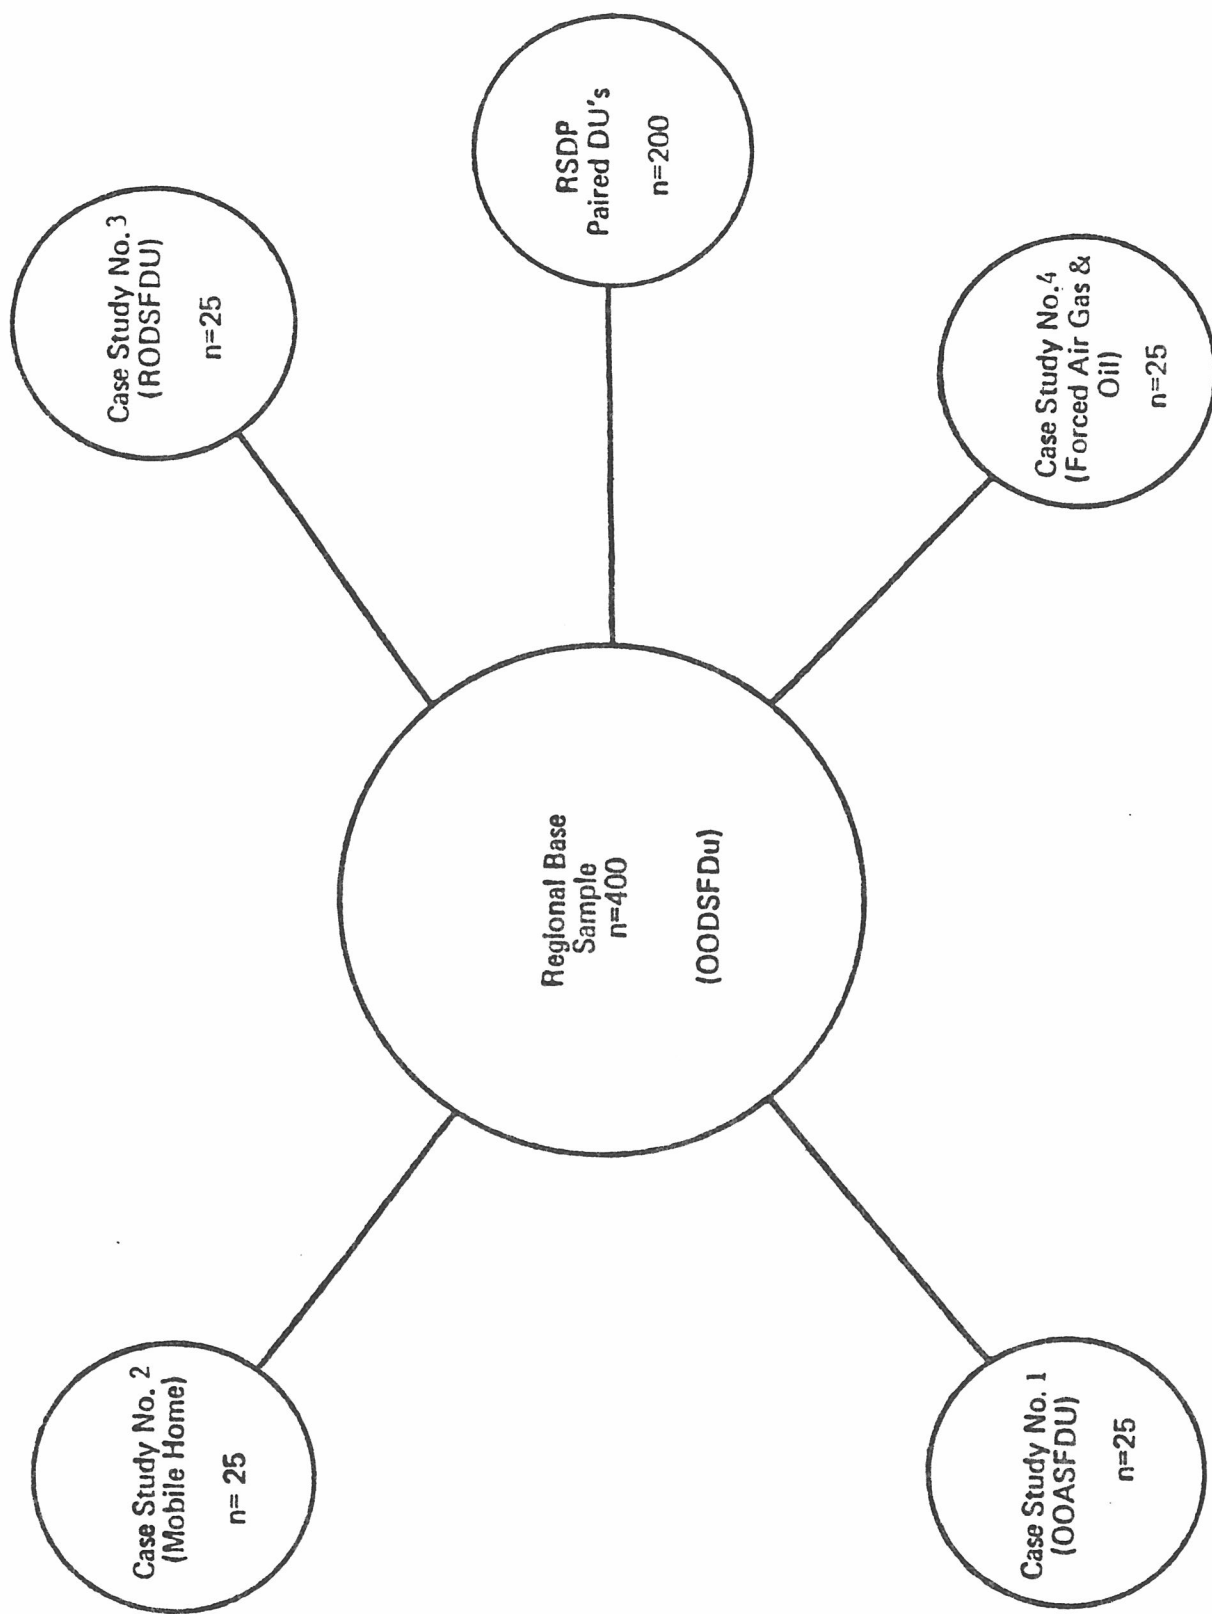 Case Study No. 2
(Mobile Home)
n= 25
Case Study No. 3
(RODSFDU)
n=25
Regional Base
Sample
n=400
(OODSFDu)
RSDP
Paired DU's
n=200
Case Study No. 1
(OOASFDU)
n=25
Case Study No.4
(Forced Air Gas &
Oil)
n=25